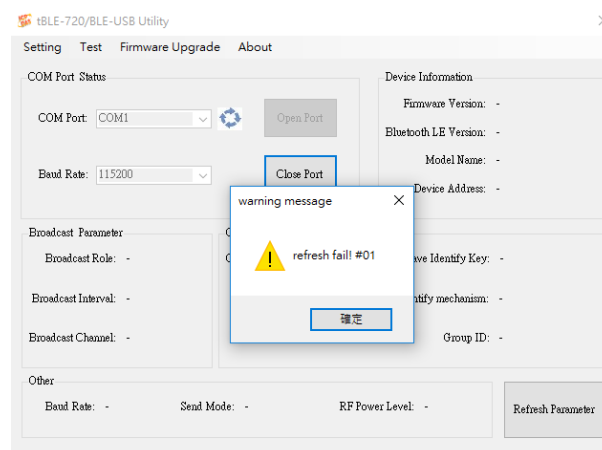 tBLE-720/BLE-USB Utility
Setting Test Firmware Upgrade About
COM Port Status
COM Port: COM1
Open Port
Baud Rate: 115200
Close Port
Device Information
Firmware Version: -
Bluetooth LE Version: -
Model Name: -
Device Address: -
warning message
refresh fail! #01
確定
Broadcast Parameter
Broadcast Role: -
Broadcast Interval: -
Broadcast Channel: -
Identify Key: -
mechanism: -
Group ID: -
Other
Baud Rate: - Send Mode: - RF Power Level: -
Refresh Parameter